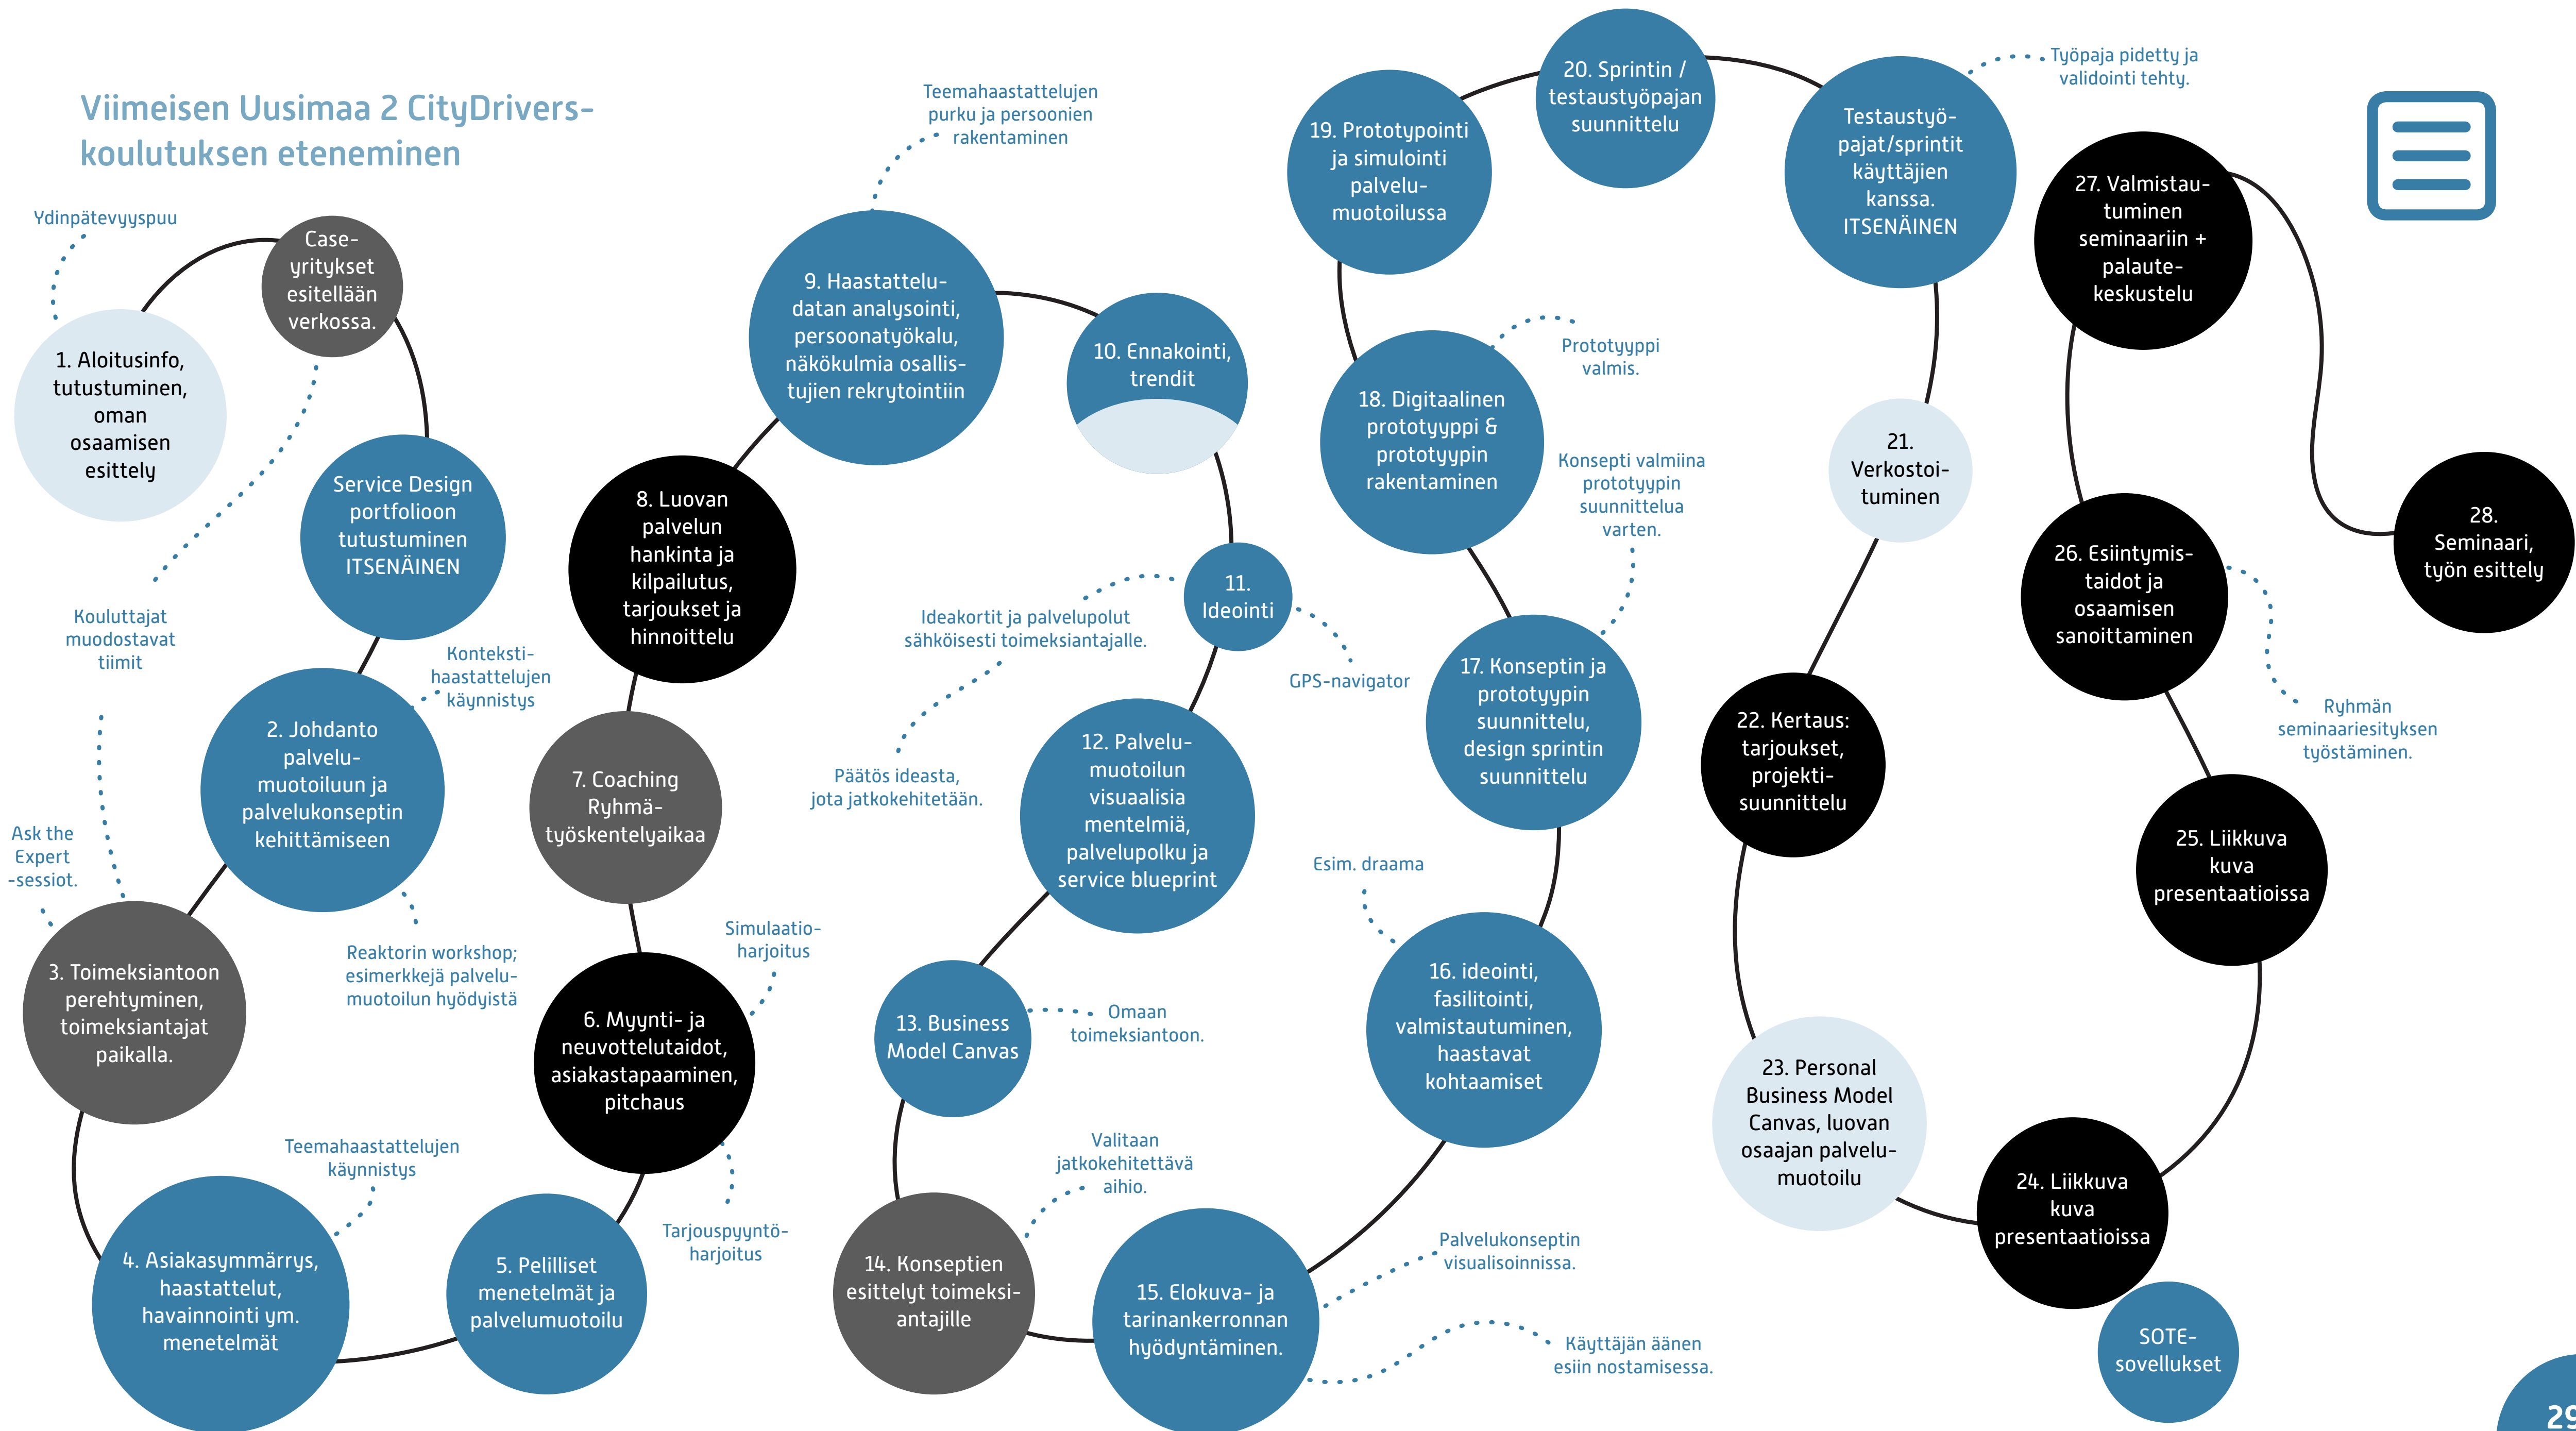 Viimeisen Uusimaa 2 CityDrivers-
koulutuksen eteneminen
Ydinpätevyyspuu
1. Aloitusinfo,
tutustuminen,
oman
osaamisen
esittely
Case-
yritykset
esitellään
verkossa.
Kouluttajat
muodostavat
tiimit
Service Design
portfolioon
tutustuminen
ITSENÄINEN
2. Johdanto
palvelu-
muotoiluun ja
palvelukonseptin
kehittämiseen
Konteksti-
haastattelujen
käynnistys
Reaktorin workshop;
esimerkkejä palvelu-
muotoilun hyödyistä
Ask the
Expert
-sessiot.
3. Toimeksiantoon
perehtyminen,
toimeksiantajat
paikalla.
4. Asiakasymmärrys,
haastattelut,
havainnointi ym.
menetelmät
Teemahaastattelujen
käynnistys
5. Pelilliset
menetelmät ja
palvelumuotoilu
6. Myynti- ja
neuvottelutaidot,
asiakastapaaminen,
pitchaus
Simulaatio-
harjoitus
Tarjouspyyntö-
harjoitus
7. Coaching
Ryhmä-
työskentelyaikaa
8. Luovan
palvelun
hankinta ja
kilpailutus,
tarjoukset ja
hinnoittelu
9. Haastattelu-
datan analysointi,
persoonatyökalu,
näkökulmia osallis-
tujien rekrytointiin
Teemahaastattelujen
purku ja persoonien
rakentaminen
10. Ennakointi,
trendit
11.
Ideointi
Ideakortit ja palvelupolut
sähköisesti toimeksiantajalle.
Päätös ideasta,
jota jatkokehitetään.
GPS-navigator
12. Palvelu-
muotoilun
visuaalisia
mentelmiä,
palvelupolku ja
service blueprint
13. Business
Model Canvas
Omaan
toimeksiantoon.
14. Konseptien
esittelyt toimeksi-
antajille
Valitaan
jatkokehitettävä
aihio.
15. Elokuva- ja
tarinankerronnan
hyödyntäminen.
Palvelukonseptin
visualisoinnissa.
Käyttäjän äänen
esiin nostamisessa.
16. ideointi,
fasilitointi,
valmistautuminen,
haastavat
kohtaamiset
Esim. draama
17. Konseptin ja
prototyypin
suunnittelu,
design sprintin
suunnittelu
Konsepti valmiina
prototyypin
suunnittelua
varten.
18. Digitaalinen
prototyyppi &
prototyypin
rakentaminen
Prototyyppi
valmis.
19. Prototypointi
ja simulointi
palvelu-
muotoilussa
20. Sprintin /
testaustyöpajan
suunnittelu
Testaustyö-
pajat/sprintit
käyttäjien
kanssa.
ITSENÄINEN
Työpaja pidetty ja
validointi tehty.
21.
Verkostoi-
tuminen
22. Kertaus:
tarjoukset,
projekti-
suunnittelu
23. Personal
Business Model
Canvas, luovan
osaajan palvelu-
muotoilu
24. Liikkuva
kuva
presentaatioissa
SOTE-
sovellukset
25. Liikkuva
kuva
presentaatioissa
26. Esiintymis-
taidot ja
osaamisen
sanoittaminen
Ryhmän
seminaariesityksen
työstäminen.
27. Valmistau-
tuminen
seminaariin +
palaute-
keskustelu
28.
Seminaari,
työn esittely
29